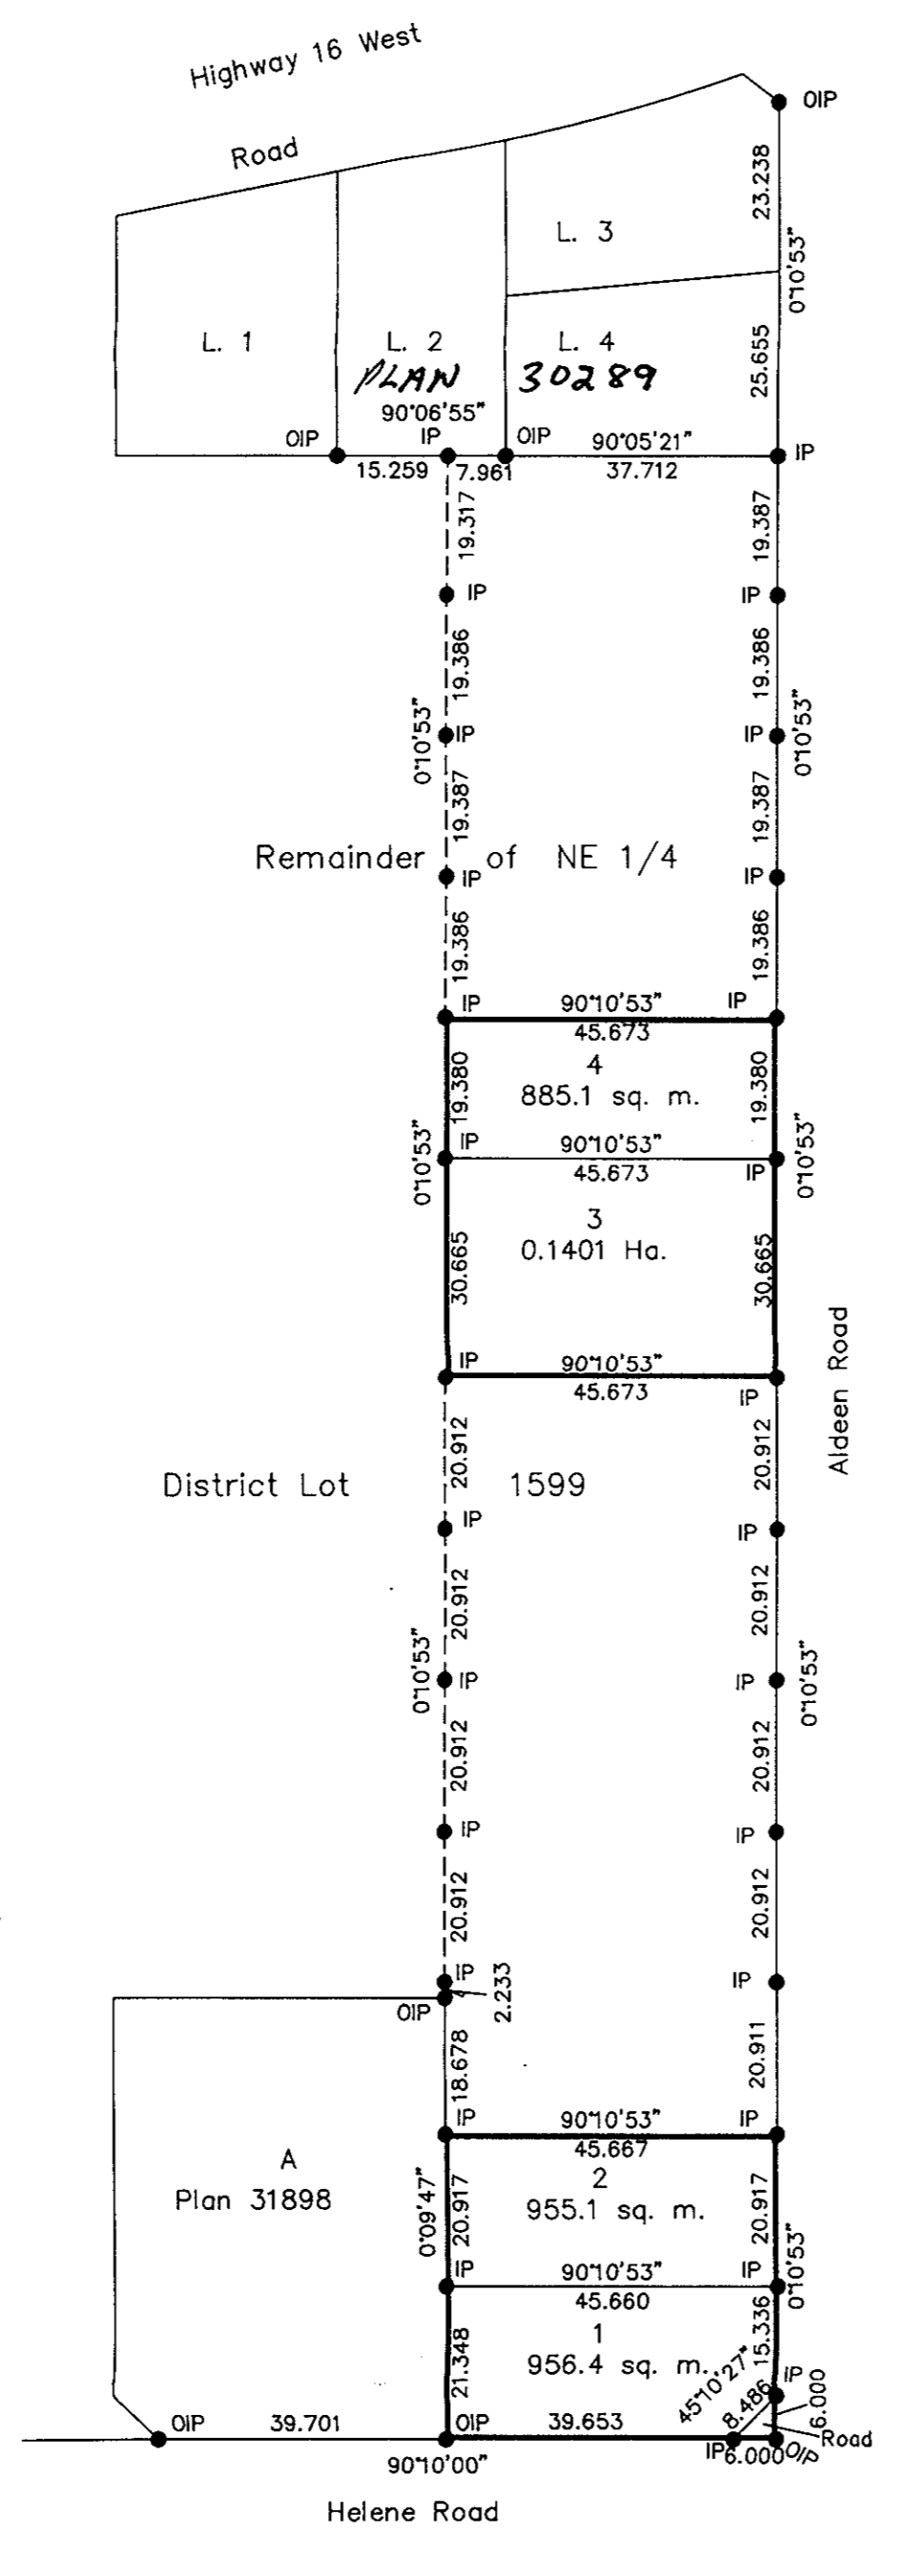 Highway 16 West
Road
OIP
23.238
0°10'53"
L. 3
L. 1
L. 2
L. 4
25.655
PLAN 30289
90°06'55"
OIP
IP
OIP
90°05'21"
IP
15.259
7.961
37.712
19.317
19.387
IP
IP
19.386
19.386
0°10'53"
IP
IP
0°10'53"
19.387
19.387
Remainder of NE 1/4
IP
IP
19.386
19.386
IP
90°10'53"
IP
45.673
19.380
4
19.380
885.1 sq. m.
0°10'53"
IP
90°10'53"
0°10'53"
45.673
IP
3
30.665
0.1401 Ha.
30.665
IP
90°10'53"
45.673
IP
Aldeen Road
20.912
20.912
District Lot 1599
IP
IP
20.912
20.912
0°10'53"
IP
IP
0°10'53"
20.912
20.912
IP
IP
20.912
20.912
IP
IP
2.233
OIP
18.678
20.911
IP
90°10'53"
IP
45.667
A
2
Plan 31898
0°09'47"
20.917
955.1 sq. m.
20.917
IP
90°10'53"
IP
0°10'53"
45.660
21.348
1
15.336
956.4 sq. m.
45°10'27"
8.486
IP
6.000
OIP
39.701
OIP
39.653
Road
IP
6.000
OIP
90°10'00"
Helene Road